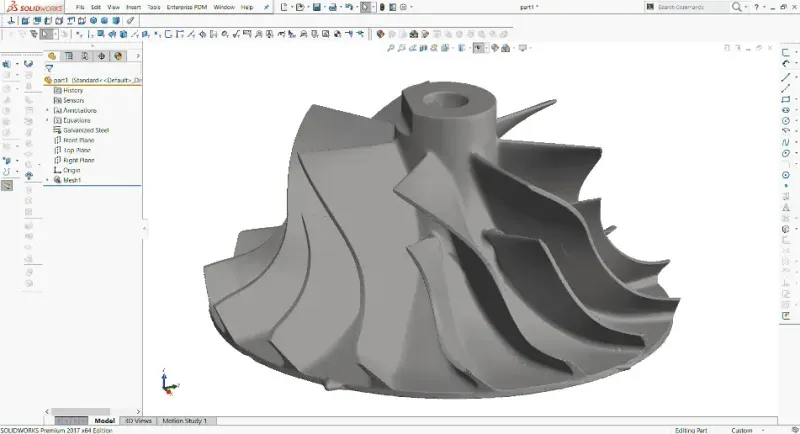 SOLIDWORKS
File Edit View Insert Tools Enterprise PDM Window Help
part1 *
Search Commands
part1 (Standard<<Default>_Di
History
Sensors
Annotations
Equations
Galvanized Steel
Front Plane
Top Plane
Right Plane
Origin
Mesh1
Model 3D Views Motion Study 1
SOLIDWORKS Premium 2017 x64 Edition
Editing Part
Custom